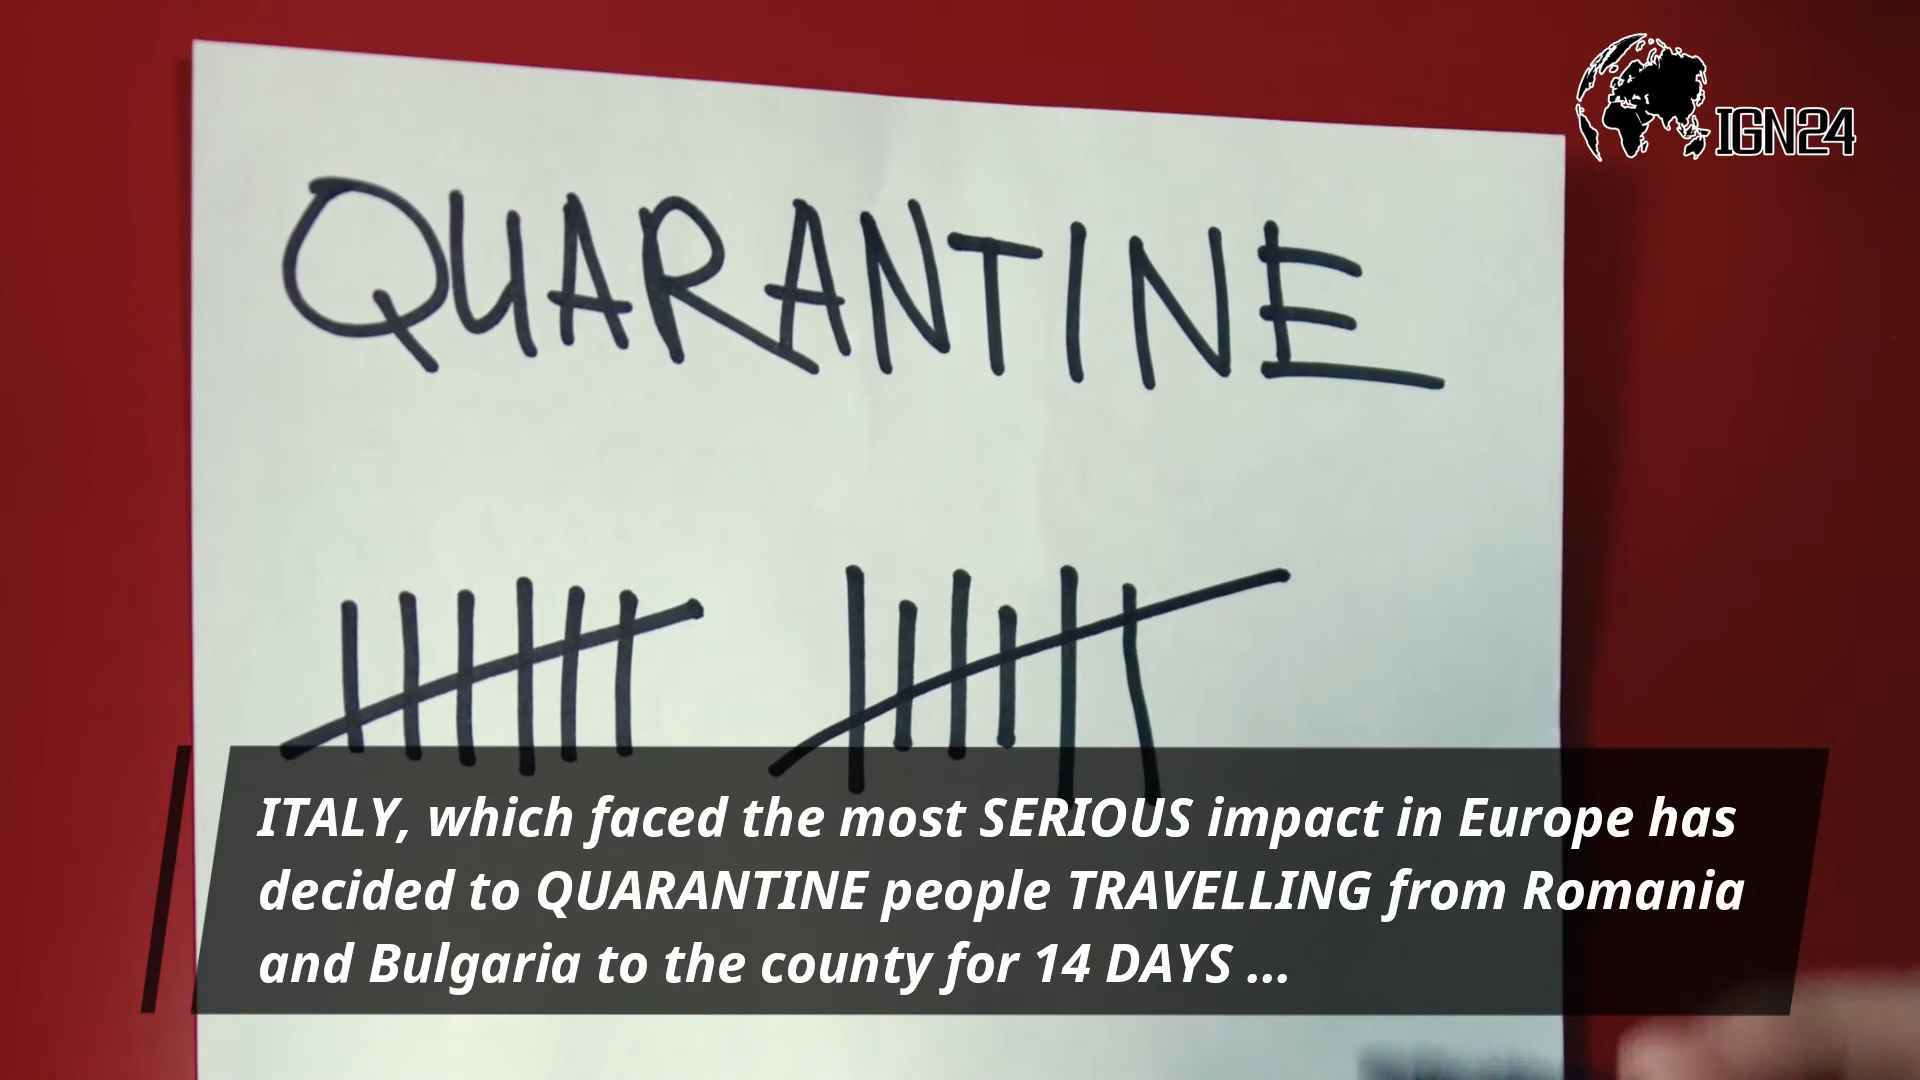 IGN24
QUARANTINE
ITALY, which faced the most SERIOUS impact in Europe has
decided to QUARANTINE people TRAVELLING from Romania
and Bulgaria to the county for 14 DAYS ...